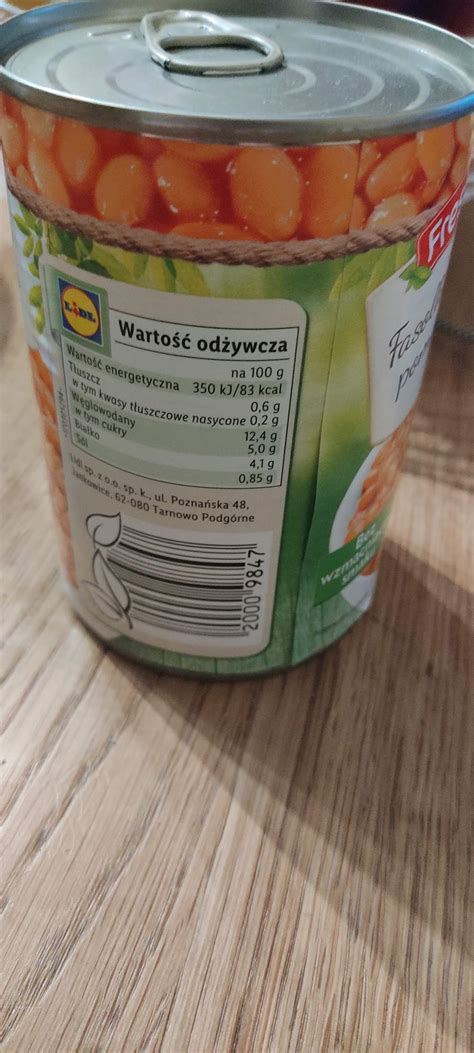 LIDL
Wartość odżywcza
na 100 g
Wartość energetyczna 350 kJ/83 kcal
Tłuszcz 0,6 g
w tym kwasy tłuszczowe nasycone 0,2 g
Węglowodany 12,4 g
w tym cukry 5,0 g
Białko 4,1 g
Sól 0,85 g
Lidl sp. z o.o. sp. k., ul. Poznańska 48,
Jankowice, 62-080 Tarnowo Podgórne
2000 9847
Fre
Bez